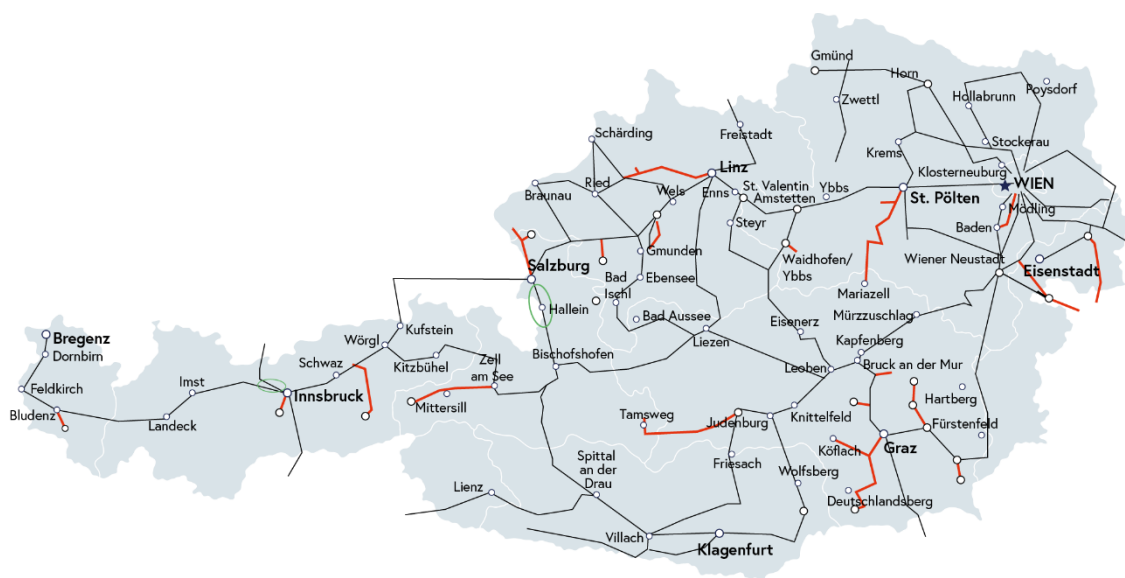 Gmünd
Horn
Zwettl
Hollabrunn
Poysdorf
Schärding
Freistadt
Stockerau
Krems
Klosterneuburg
Linz
WIEN
Braunau
Ried
Wels
Enns
St. Valentin
Amstetten
Ybbs
St. Pölten
Mödling
Steyr
Baden
Gmunden
Waidhofen/
Ybbs
Wiener Neustadt
Eisenstadt
Salzburg
Bad
Ischl
Ebensee
Mariazell
Hallein
Bad Aussee
Mürzzuschlag
Kufstein
Eisenerz
Bregenz
Wörgl
Liezen
Kapfenberg
Dornbirn
Schwaz
Kitzbühel
Zell
am See
Bischofshofen
Leoben
Bruck an der Mur
Feldkirch
Imst
Innsbruck
Mittersill
Hartberg
Bludenz
Landeck
Tamsweg
Judenburg
Knittelfeld
Fürstenfeld
Köflach
Graz
Friesach
Wolfsberg
Spittal
an der
Drau
Lienz
Deutschlandsberg
Villach
Klagenfurt